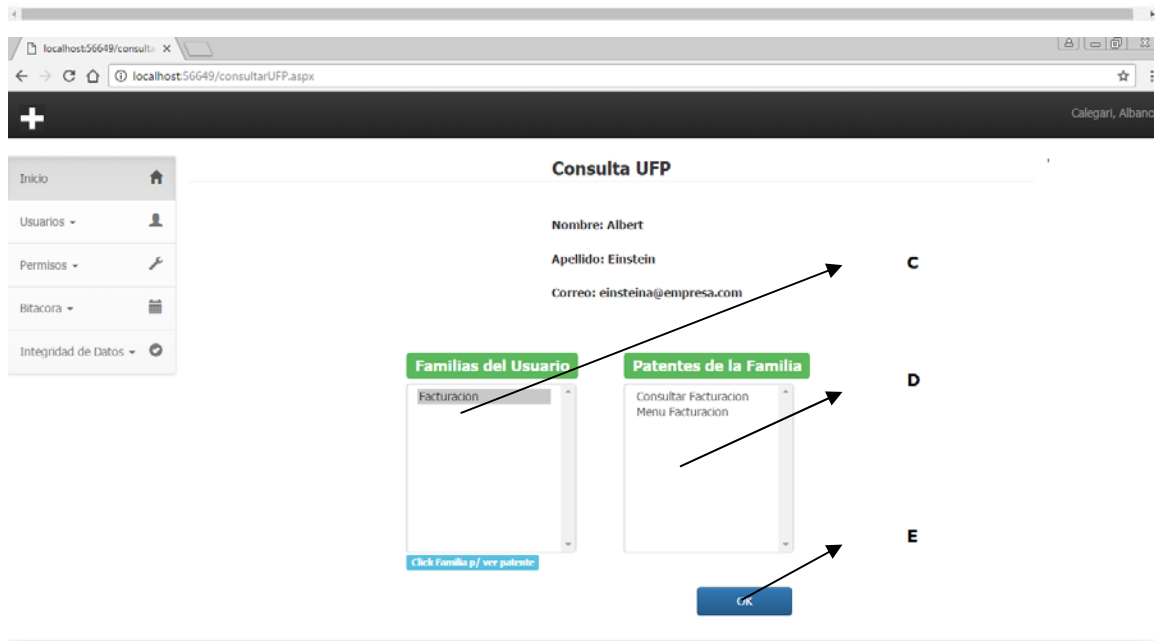 localhost:56649/consulta
localhost:56649/consultarUFP.aspx
Calegari, Albano
Consulta UFP
Inicio
Usuarios
Permisos
Bitacora
Integridad de Datos
Nombre: Albert
Apellido: Einstein
Correo: einsteina@empresa.com
C
Familias del Usuario
Patentes de la Familia
D
Facturacion
Consultar Facturacion
Menu Facturacion
E
Click Familia p/ ver patente
OK